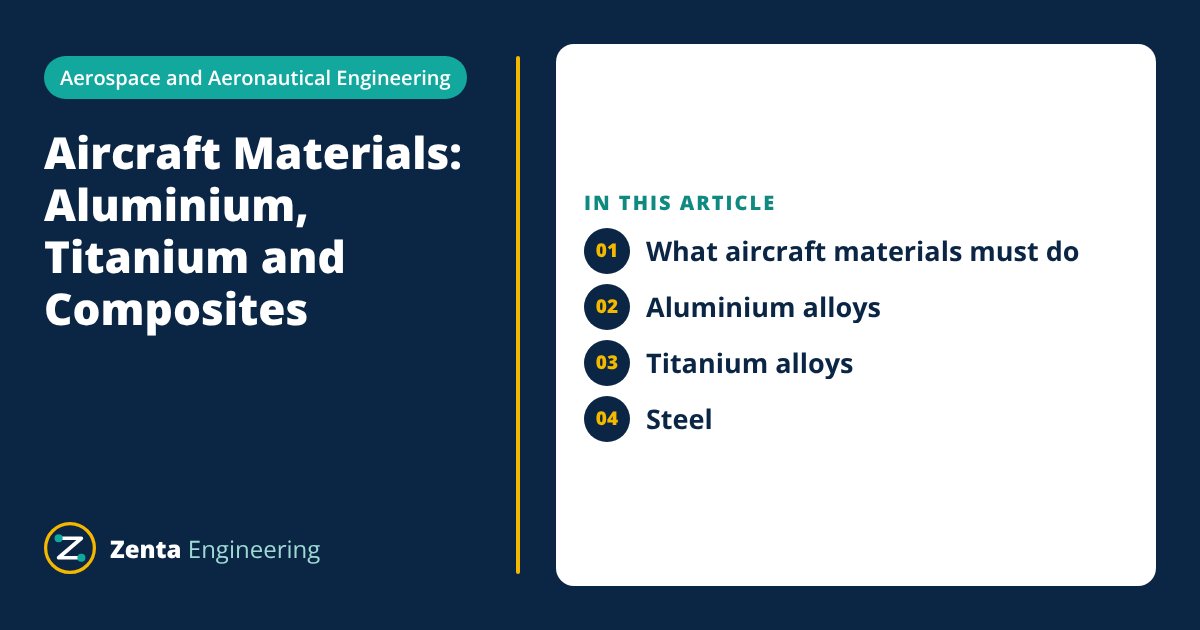 Aerospace and Aeronautical Engineering
Aircraft Materials:
Aluminium,
Titanium and
Composites
Zenta Engineering
IN THIS ARTICLE
01 What aircraft materials must do
02 Aluminium alloys
03 Titanium alloys
04 Steel